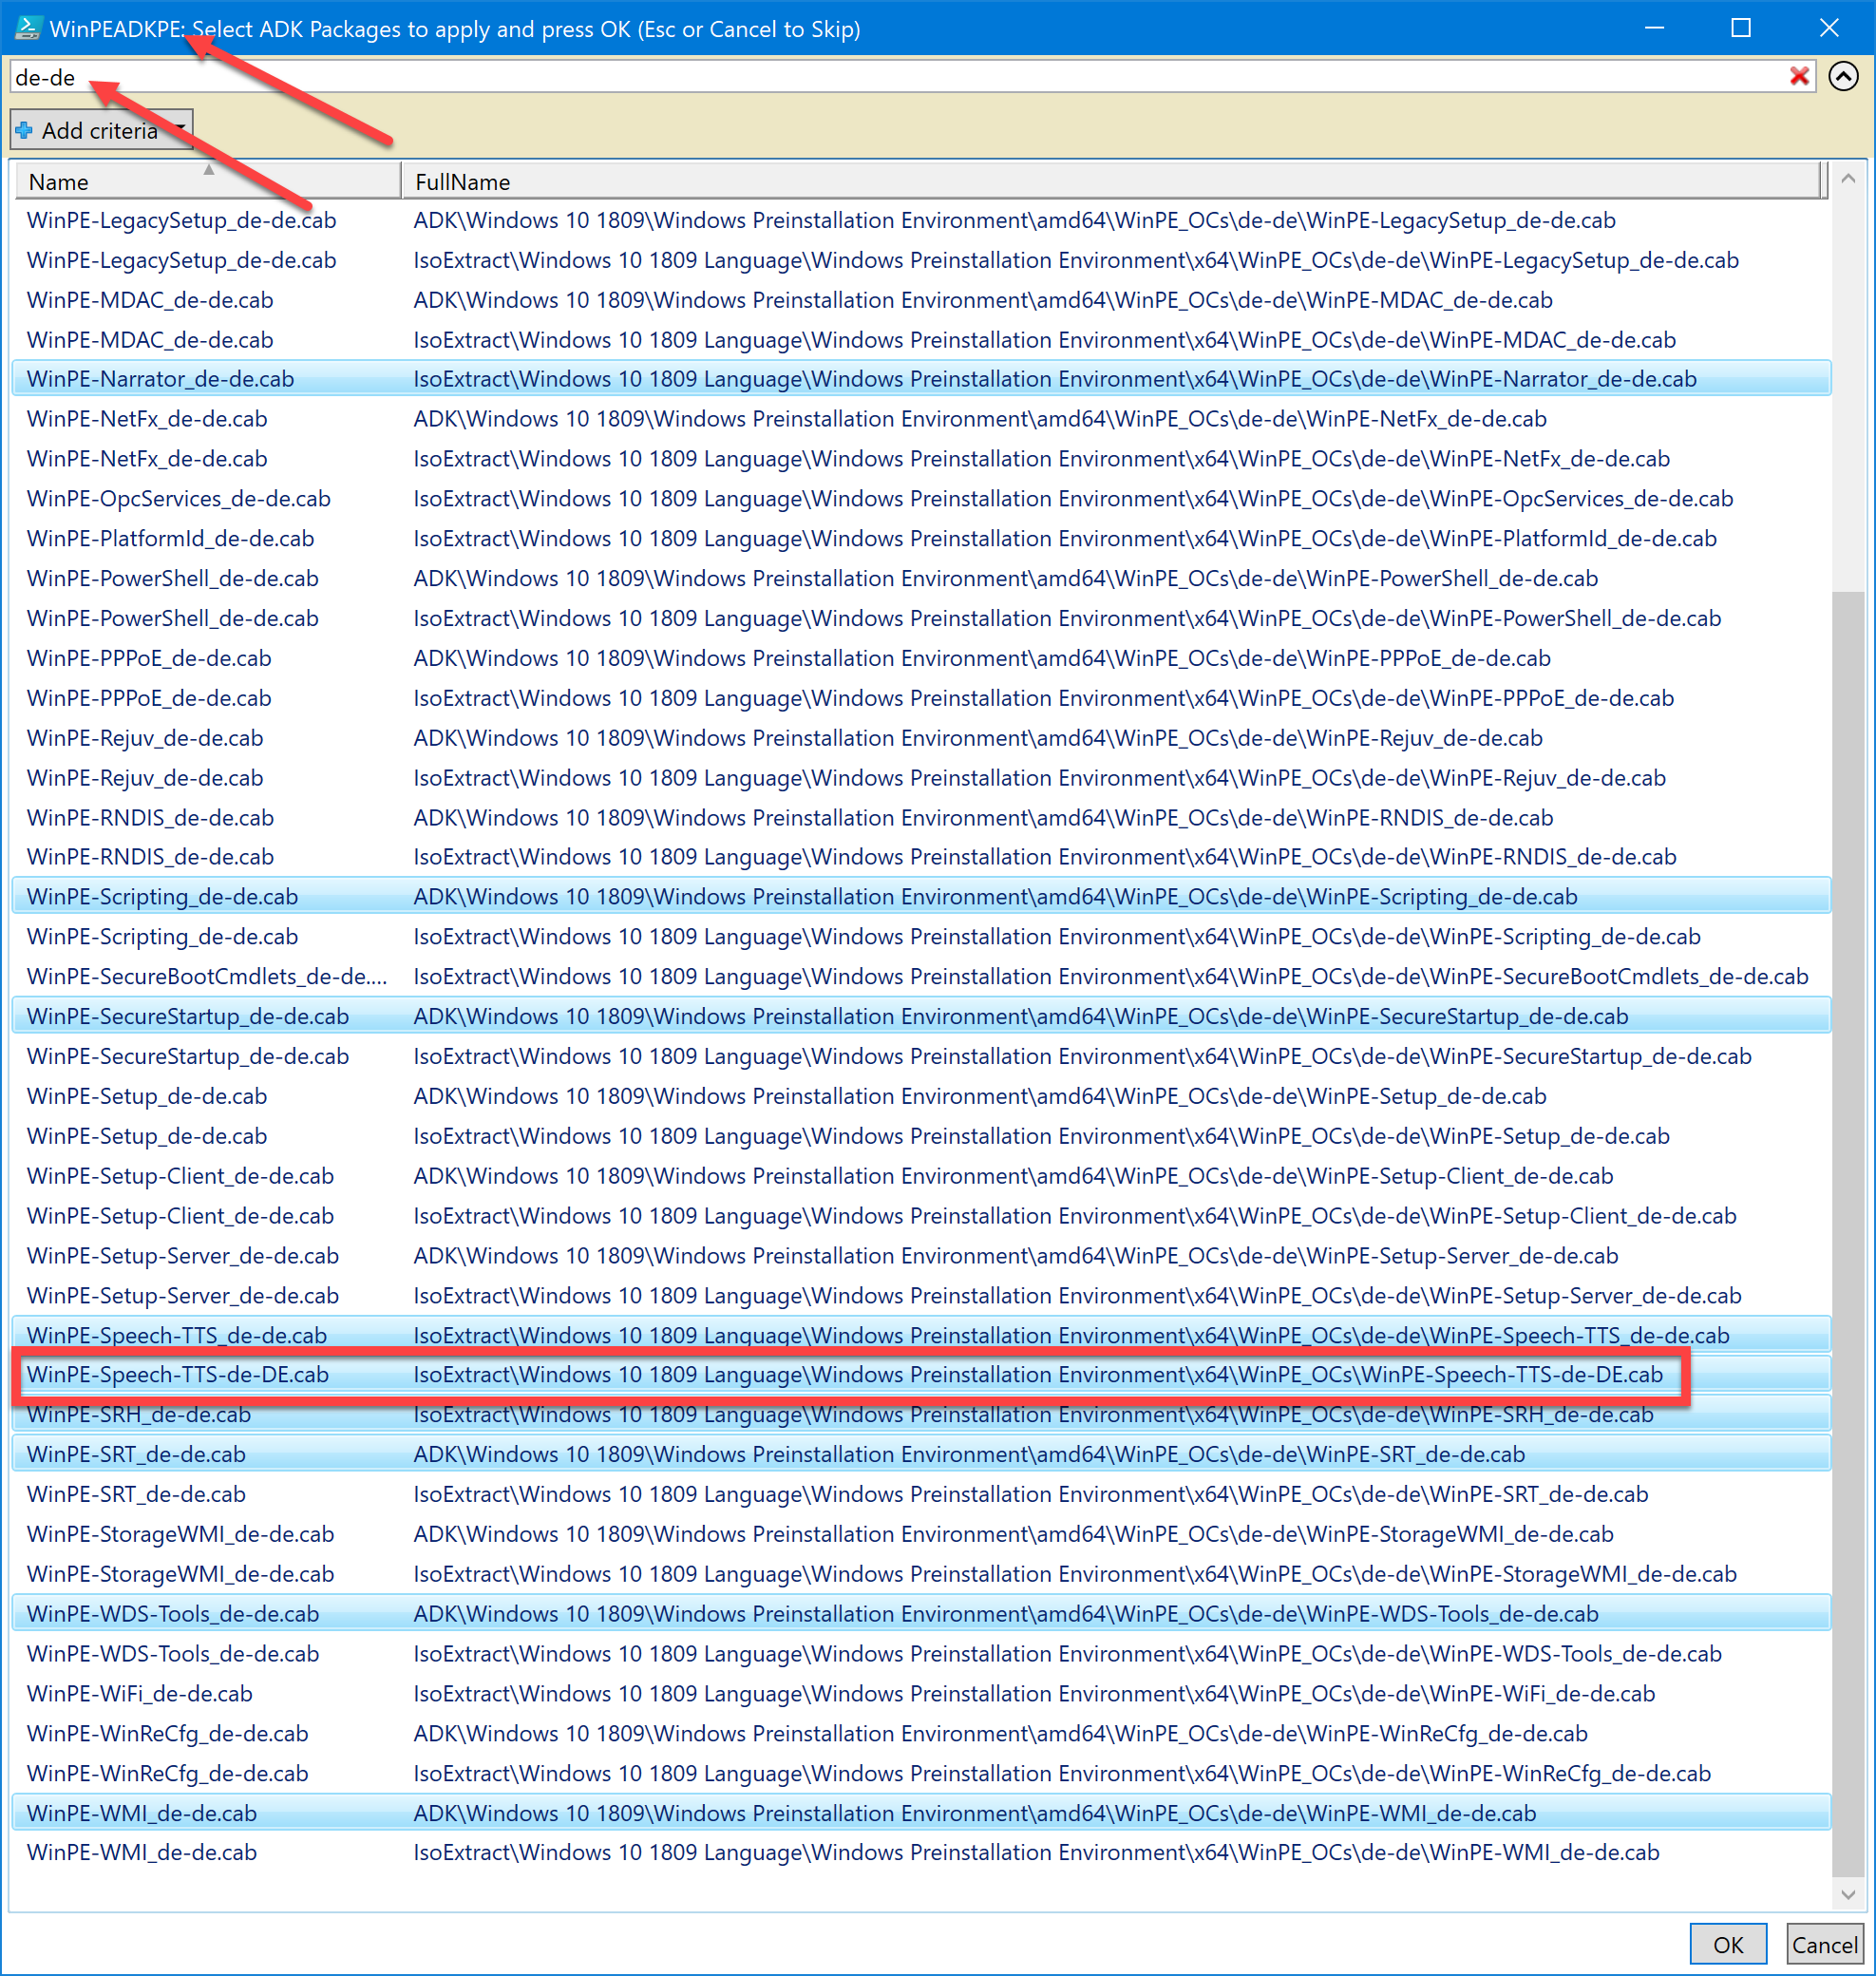 WinPEADKPE: Select ADK Packages to apply and press OK (Esc or Cancel to Skip)
de-de
Add criteria
Name FullName
WinPE-LegacySetup_de-de.cab ADK\Windows 10 1809\Windows Preinstallation Environment\amd64\WinPE_OCs\de-de\WinPE-LegacySetup_de-de.cab
WinPE-LegacySetup_de-de.cab IsoExtract\Windows 10 1809 Language\Windows Preinstallation Environment\x64\WinPE_OCs\de-de\WinPE-LegacySetup_de-de.cab
WinPE-MDAC_de-de.cab ADK\Windows 10 1809\Windows Preinstallation Environment\amd64\WinPE_OCs\de-de\WinPE-MDAC_de-de.cab
WinPE-MDAC_de-de.cab IsoExtract\Windows 10 1809 Language\Windows Preinstallation Environment\x64\WinPE_OCs\de-de\WinPE-MDAC_de-de.cab
WinPE-Narrator_de-de.cab IsoExtract\Windows 10 1809 Language\Windows Preinstallation Environment\x64\WinPE_OCs\de-de\WinPE-Narrator_de-de.cab
WinPE-NetFx_de-de.cab ADK\Windows 10 1809\Windows Preinstallation Environment\amd64\WinPE_OCs\de-de\WinPE-NetFx_de-de.cab
WinPE-NetFx_de-de.cab IsoExtract\Windows 10 1809 Language\Windows Preinstallation Environment\x64\WinPE_OCs\de-de\WinPE-NetFx_de-de.cab
WinPE-OpcServices_de-de.cab IsoExtract\Windows 10 1809 Language\Windows Preinstallation Environment\x64\WinPE_OCs\de-de\WinPE-OpcServices_de-de.cab
WinPE-PlatformId_de-de.cab IsoExtract\Windows 10 1809 Language\Windows Preinstallation Environment\x64\WinPE_OCs\de-de\WinPE-PlatformId_de-de.cab
WinPE-PowerShell_de-de.cab ADK\Windows 10 1809\Windows Preinstallation Environment\amd64\WinPE_OCs\de-de\WinPE-PowerShell_de-de.cab
WinPE-PowerShell_de-de.cab IsoExtract\Windows 10 1809 Language\Windows Preinstallation Environment\x64\WinPE_OCs\de-de\WinPE-PowerShell_de-de.cab
WinPE-PPPoE_de-de.cab ADK\Windows 10 1809\Windows Preinstallation Environment\amd64\WinPE_OCs\de-de\WinPE-PPPoE_de-de.cab
WinPE-PPPoE_de-de.cab IsoExtract\Windows 10 1809 Language\Windows Preinstallation Environment\x64\WinPE_OCs\de-de\WinPE-PPPoE_de-de.cab
WinPE-Rejuv_de-de.cab ADK\Windows 10 1809\Windows Preinstallation Environment\amd64\WinPE_OCs\de-de\WinPE-Rejuv_de-de.cab
WinPE-Rejuv_de-de.cab IsoExtract\Windows 10 1809 Language\Windows Preinstallation Environment\x64\WinPE_OCs\de-de\WinPE-Rejuv_de-de.cab
WinPE-RNDIS_de-de.cab ADK\Windows 10 1809\Windows Preinstallation Environment\amd64\WinPE_OCs\de-de\WinPE-RNDIS_de-de.cab
WinPE-RNDIS_de-de.cab IsoExtract\Windows 10 1809 Language\Windows Preinstallation Environment\x64\WinPE_OCs\de-de\WinPE-RNDIS_de-de.cab
WinPE-Scripting_de-de.cab ADK\Windows 10 1809\Windows Preinstallation Environment\amd64\WinPE_OCs\de-de\WinPE-Scripting_de-de.cab
WinPE-Scripting_de-de.cab IsoExtract\Windows 10 1809 Language\Windows Preinstallation Environment\x64\WinPE_OCs\de-de\WinPE-Scripting_de-de.cab
WinPE-SecureBootCmdlets_de-de.... IsoExtract\Windows 10 1809 Language\Windows Preinstallation Environment\x64\WinPE_OCs\de-de\WinPE-SecureBootCmdlets_de-de.cab
WinPE-SecureStartup_de-de.cab ADK\Windows 10 1809\Windows Preinstallation Environment\amd64\WinPE_OCs\de-de\WinPE-SecureStartup_de-de.cab
WinPE-SecureStartup_de-de.cab IsoExtract\Windows 10 1809 Language\Windows Preinstallation Environment\x64\WinPE_OCs\de-de\WinPE-SecureStartup_de-de.cab
WinPE-Setup_de-de.cab ADK\Windows 10 1809\Windows Preinstallation Environment\amd64\WinPE_OCs\de-de\WinPE-Setup_de-de.cab
WinPE-Setup_de-de.cab IsoExtract\Windows 10 1809 Language\Windows Preinstallation Environment\x64\WinPE_OCs\de-de\WinPE-Setup_de-de.cab
WinPE-Setup-Client_de-de.cab ADK\Windows 10 1809\Windows Preinstallation Environment\amd64\WinPE_OCs\de-de\WinPE-Setup-Client_de-de.cab
WinPE-Setup-Client_de-de.cab IsoExtract\Windows 10 1809 Language\Windows Preinstallation Environment\x64\WinPE_OCs\de-de\WinPE-Setup-Client_de-de.cab
WinPE-Setup-Server_de-de.cab ADK\Windows 10 1809\Windows Preinstallation Environment\amd64\WinPE_OCs\de-de\WinPE-Setup-Server_de-de.cab
WinPE-Setup-Server_de-de.cab IsoExtract\Windows 10 1809 Language\Windows Preinstallation Environment\x64\WinPE_OCs\de-de\WinPE-Setup-Server_de-de.cab
WinPE-Speech-TTS_de-de.cab IsoExtract\Windows 10 1809 Language\Windows Preinstallation Environment\x64\WinPE_OCs\de-de\WinPE-Speech-TTS_de-de.cab
WinPE-Speech-TTS-de-DE.cab IsoExtract\Windows 10 1809 Language\Windows Preinstallation Environment\x64\WinPE_OCs\WinPE-Speech-TTS-de-DE.cab
WinPE-SRH_de-de.cab IsoExtract\Windows 10 1809 Language\Windows Preinstallation Environment\x64\WinPE_OCs\de-de\WinPE-SRH_de-de.cab
WinPE-SRT_de-de.cab ADK\Windows 10 1809\Windows Preinstallation Environment\amd64\WinPE_OCs\de-de\WinPE-SRT_de-de.cab
WinPE-SRT_de-de.cab IsoExtract\Windows 10 1809 Language\Windows Preinstallation Environment\x64\WinPE_OCs\de-de\WinPE-SRT_de-de.cab
WinPE-StorageWMI_de-de.cab ADK\Windows 10 1809\Windows Preinstallation Environment\amd64\WinPE_OCs\de-de\WinPE-StorageWMI_de-de.cab
WinPE-StorageWMI_de-de.cab IsoExtract\Windows 10 1809 Language\Windows Preinstallation Environment\x64\WinPE_OCs\de-de\WinPE-StorageWMI_de-de.cab
WinPE-WDS-Tools_de-de.cab ADK\Windows 10 1809\Windows Preinstallation Environment\amd64\WinPE_OCs\de-de\WinPE-WDS-Tools_de-de.cab
WinPE-WDS-Tools_de-de.cab IsoExtract\Windows 10 1809 Language\Windows Preinstallation Environment\x64\WinPE_OCs\de-de\WinPE-WDS-Tools_de-de.cab
WinPE-WiFi_de-de.cab IsoExtract\Windows 10 1809 Language\Windows Preinstallation Environment\x64\WinPE_OCs\de-de\WinPE-WiFi_de-de.cab
WinPE-WinReCfg_de-de.cab ADK\Windows 10 1809\Windows Preinstallation Environment\amd64\WinPE_OCs\de-de\WinPE-WinReCfg_de-de.cab
WinPE-WinReCfg_de-de.cab IsoExtract\Windows 10 1809 Language\Windows Preinstallation Environment\x64\WinPE_OCs\de-de\WinPE-WinReCfg_de-de.cab
WinPE-WMI_de-de.cab ADK\Windows 10 1809\Windows Preinstallation Environment\amd64\WinPE_OCs\de-de\WinPE-WMI_de-de.cab
WinPE-WMI_de-de.cab IsoExtract\Windows 10 1809 Language\Windows Preinstallation Environment\x64\WinPE_OCs\de-de\WinPE-WMI_de-de.cab
OK Cancel